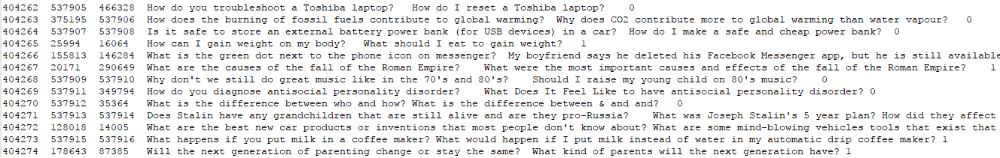 404262 537905 466328 How do you troubleshoot a Toshiba laptop? How do I reset a Toshiba laptop? 0
404263 375195 537906 How does the burning of fossil fuels contribute to global warming? Why does CO2 contribute more to global warming than water vapour? 0
404264 537907 537908 Is it safe to store an external battery power bank (for USB devices) in a car? How do I make a safe and cheap power bank? 0
404265 25994 16064 How can I gain weight on my body? What should I eat to gain weight? 1
404266 155813 146284 What is the green dot next to the phone icon on messenger? My boyfriend says he deleted his Facebook Messenger app, but he is still available
404267 20171 290649 What are the causes of the fall of the Roman Empire? What were the most important causes and effects of the fall of the Roman Empire? 1
404268 537909 537910 Why don't we still do great music like in the 70's and 80's? Should I raise my young child on 80's music? 0
404269 537911 349794 How do you diagnose antisocial personality disorder? What Does It Feel Like to have antisocial personality disorder? 0
404270 537912 35364 What is the difference between who and how? What is the difference between & and and? 0
404271 537913 537914 Does Stalin have any grandchildren that are still alive and are they pro-Russia? What was Joseph Stalin's 5 year plan? How did they affect
404272 128018 14005 What are the best new car products or inventions that most people don't know about? What are some mind-blowing vehicles tools that exist that
404273 537915 537916 What happens if you put milk in a coffee maker? What would happen if I put milk instead of water in my automatic drip coffee maker? 1
404274 178643 87385 Will the next generation of parenting change or stay the same? What kind of parents will the next generation have? 1